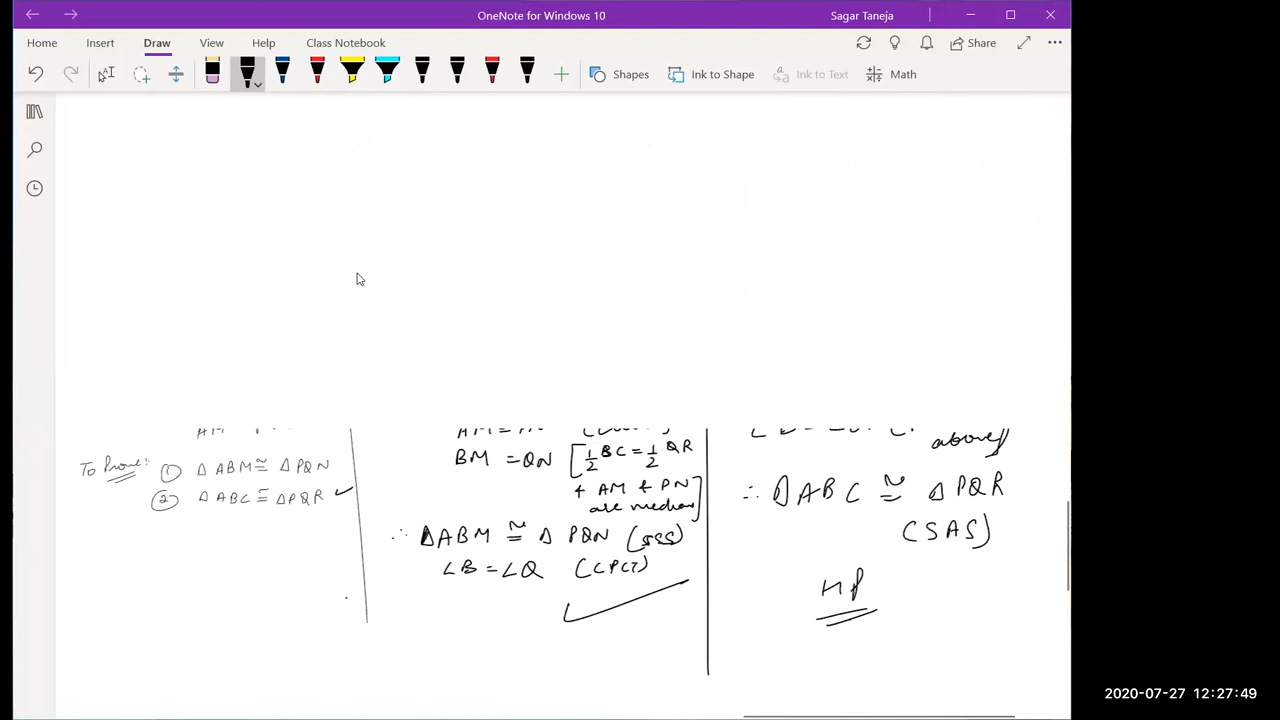 OneNote for Windows 10
Sagar Taneja
Home Insert Draw View Help Class Notebook
Share
Shapes
Ink to Shape
Ink to Text
Math
To Prove:
① Δ ABM ≅ Δ PQN
② Δ ABC ≅ Δ PQR ✓
BM = QN [½ BC = ½ QR
+ AM & PN
are median]
∴ Δ ABM ≅ Δ PQN (SSS)
∠B = ∠Q (CPCT)
above)
∴ Δ ABC ≅ Δ PQR
(SAS)
HP
2020-07-27 12:27:49